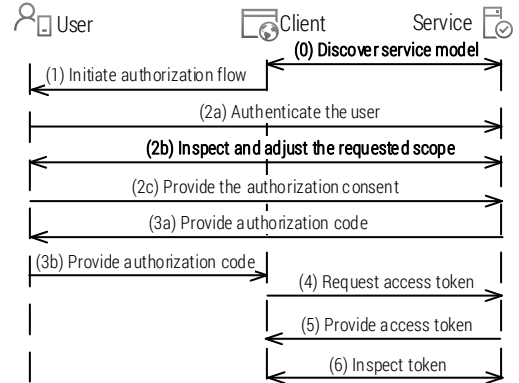 User
Client
Service
(0) Discover service model
(1) Initiate authorization flow
(2a) Authenticate the user
(2b) Inspect and adjust the requested scope
(2c) Provide the authorization consent
(3a) Provide authorization code
(3b) Provide authorization code
(4) Request access token
(5) Provide access token
(6) Inspect token